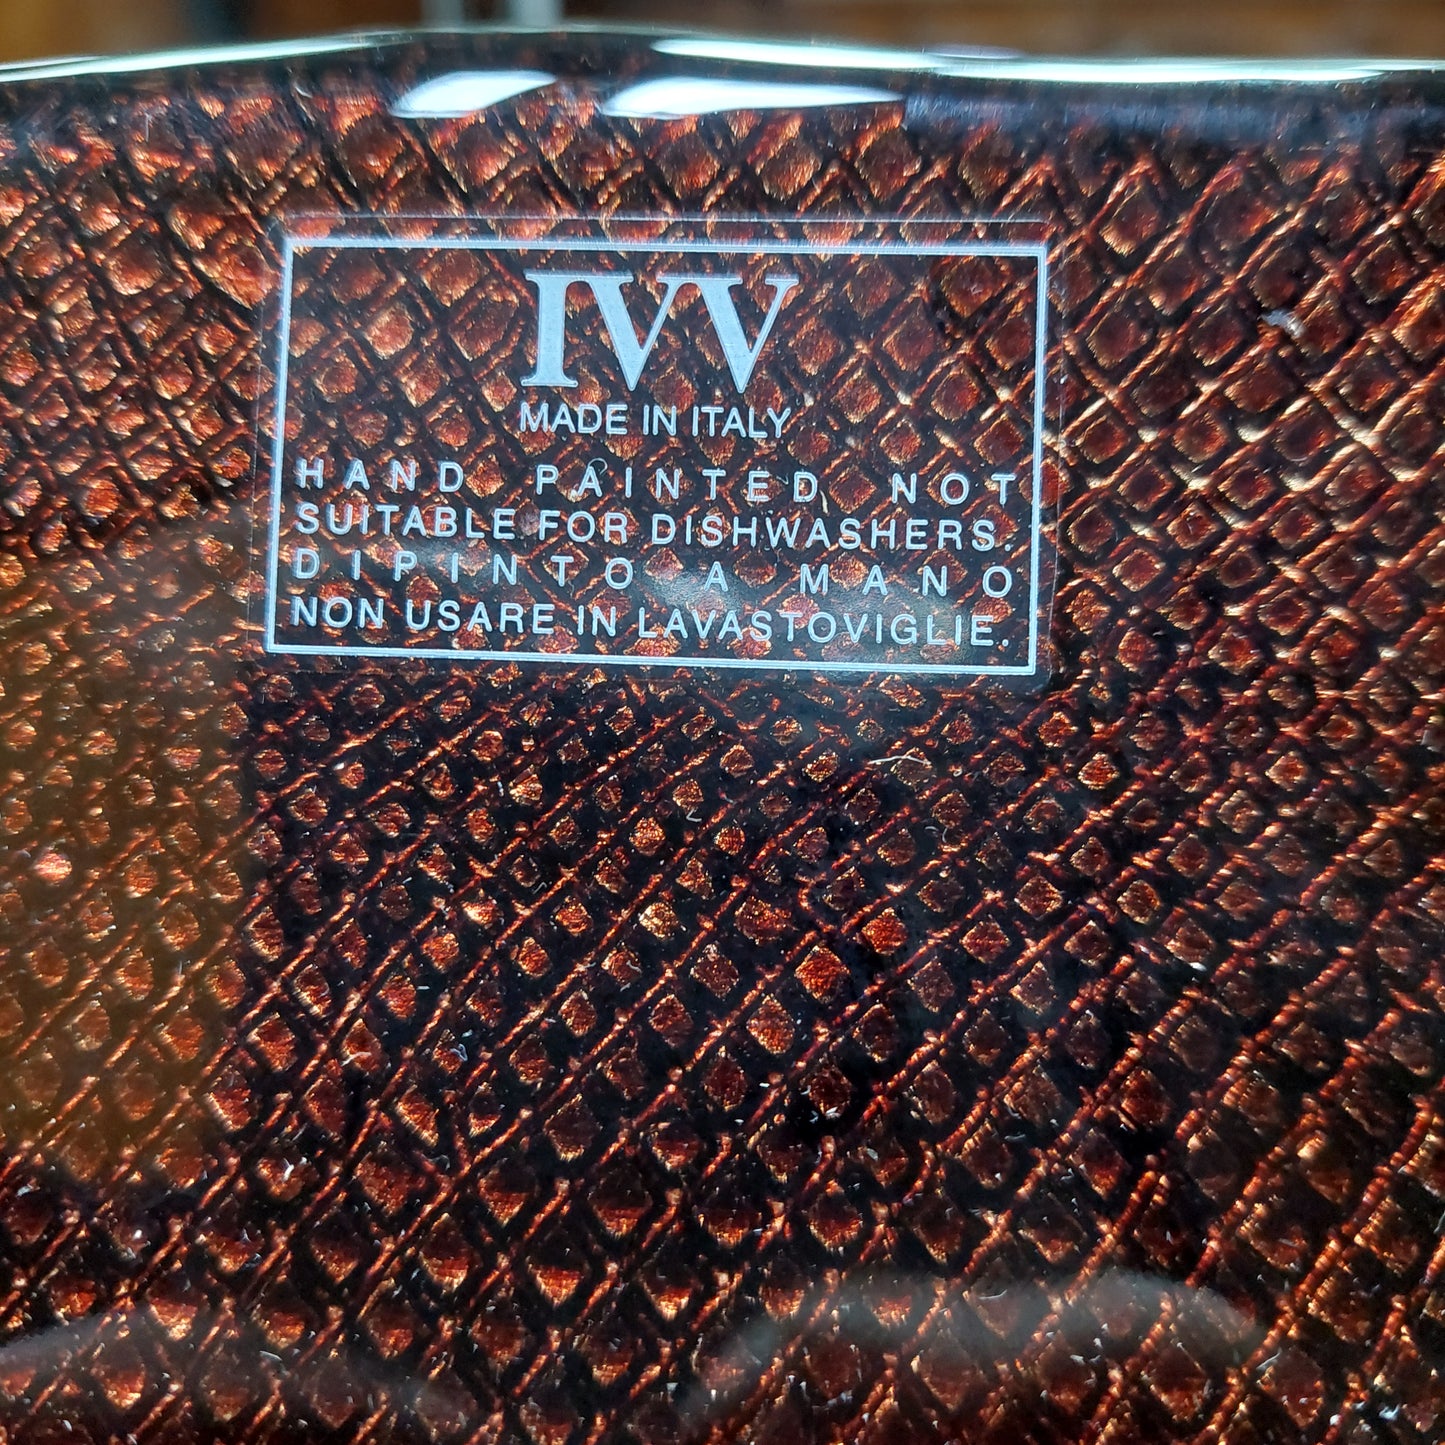 IVV
MADE IN ITALY
HAND PAINTED NOT
SUITABLE FOR DISHWASHERS.
DIPINTO A MANO
NON USARE IN LAVASTOVIGLIE.